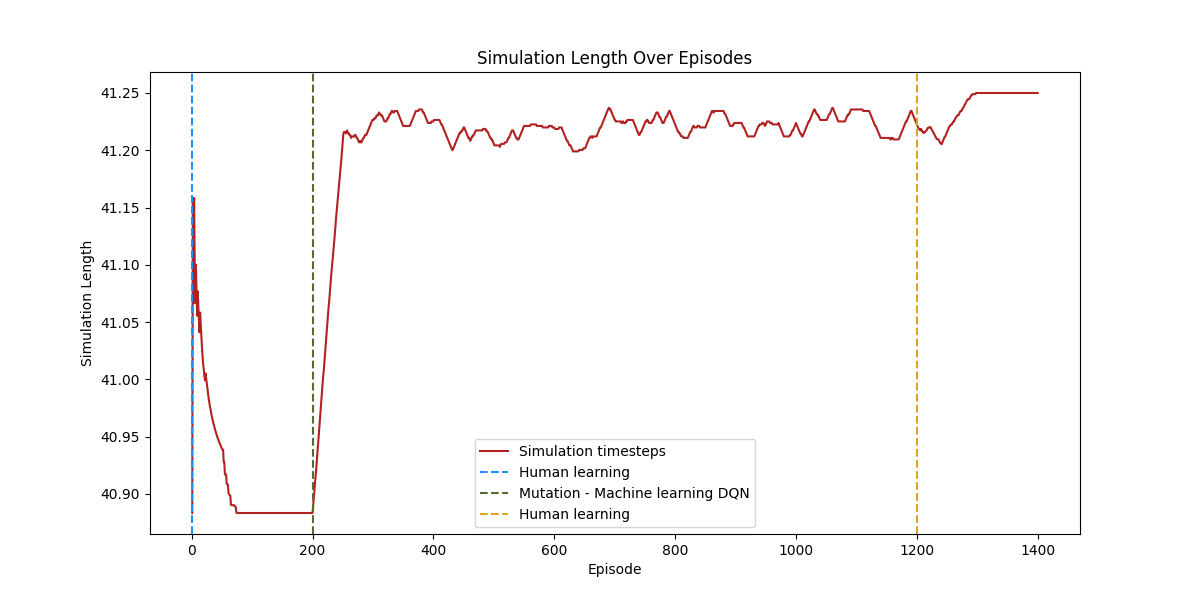 Simulation Length Over Episodes
Simulation Length
41.25
41.20
41.15
41.10
41.05
41.00
40.95
40.90
Simulation timesteps
Human learning
Mutation - Machine learning DQN
Human learning
0 200 400 600 800 1000 1200 1400
Episode